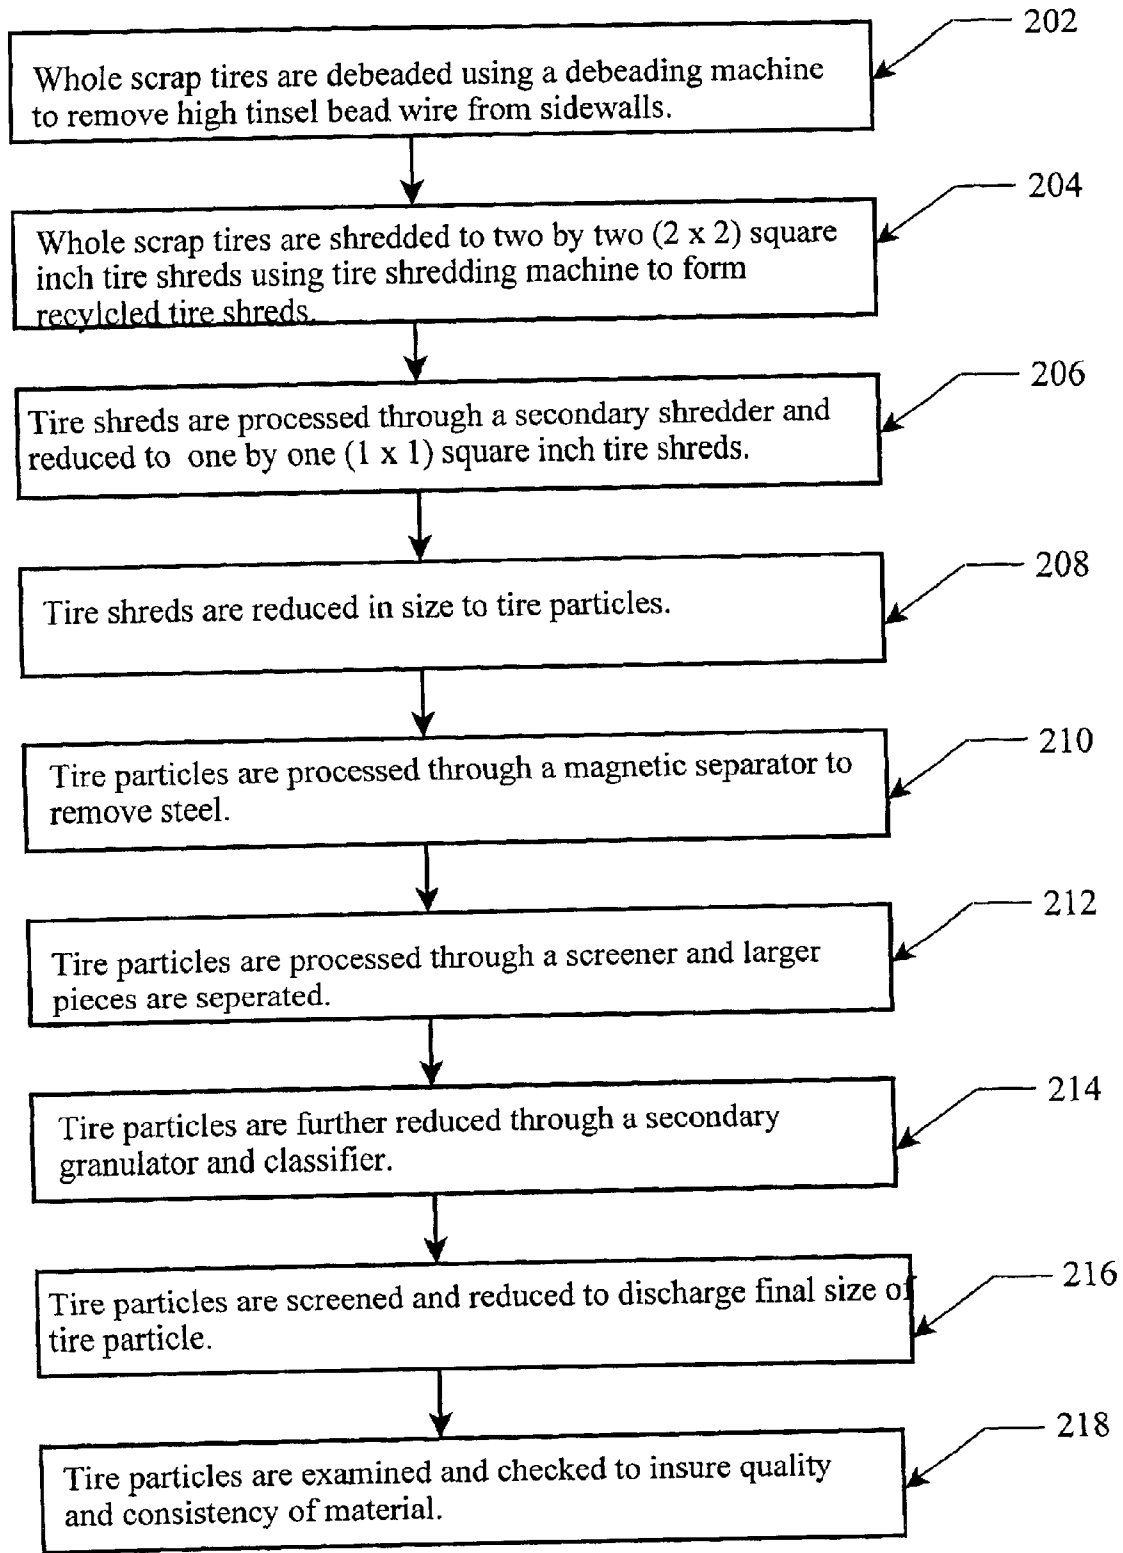 202
Whole scrap tires are debeaded using a debeading machine
to remove high tinsel bead wire from sidewalls.
204
Whole scrap tires are shredded to two by two (2 x 2) square
inch tire shreds using tire shredding machine to form
recylcled tire shreds.
206
Tire shreds are processed through a secondary shredder and
reduced to one by one (1 x 1) square inch tire shreds.
208
Tire shreds are reduced in size to tire particles.
210
Tire particles are processed through a magnetic separator to
remove steel.
212
Tire particles are processed through a screener and larger
pieces are seperated.
214
Tire particles are further reduced through a secondary
granulator and classifier.
216
Tire particles are screened and reduced to discharge final size of
tire particle.
218
Tire particles are examined and checked to insure quality
and consistency of material.